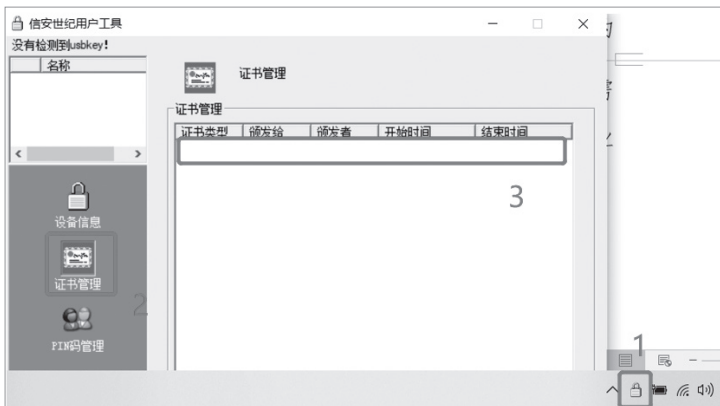 信安世纪用户工具
没有检测到usbkey!
名称
证书管理
证书管理
证书类型 颁发给 颁发者 开始时间 结束时间
3
设备信息
证书管理
2
PIN码管理
1